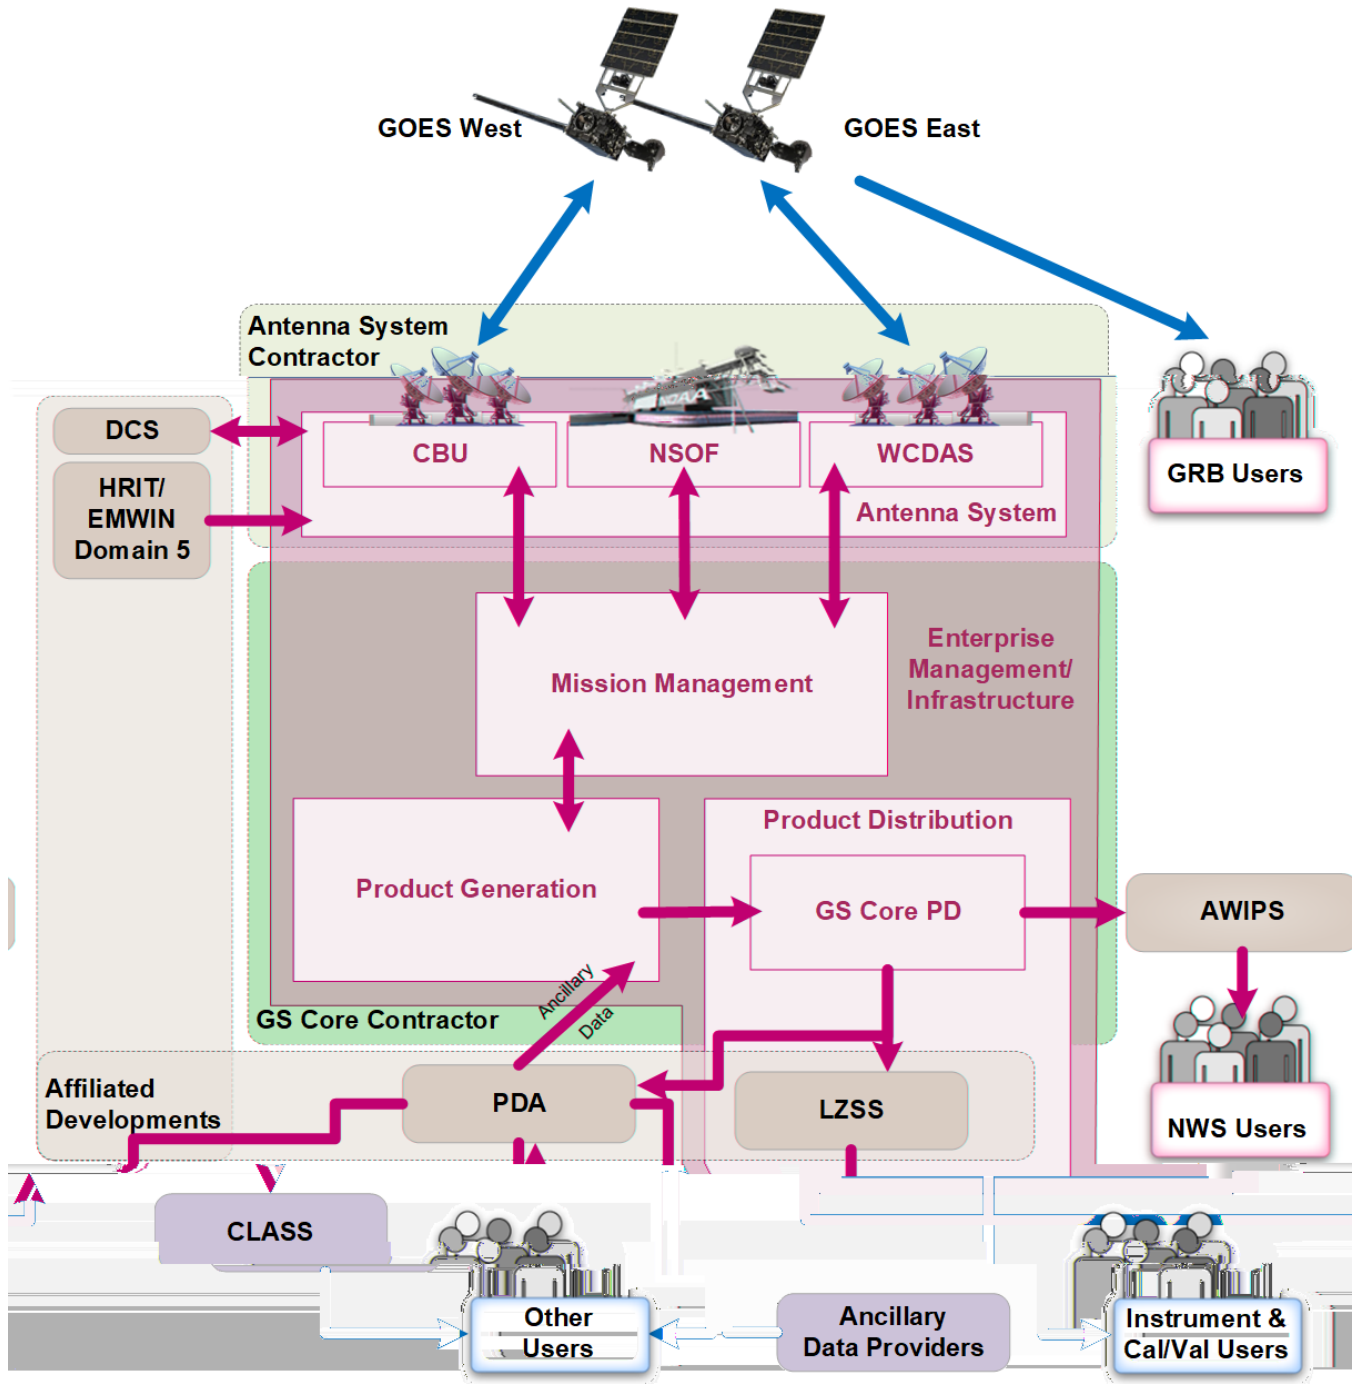 GOES West
GOES East
Antenna System
Contractor
DCS
HRIT/
EMWIN
Domain 5
NOAA
CBU
NSOF
WCDAS
Antenna System
GRB Users
Enterprise
Management/
Infrastructure
Mission Management
Product Distribution
Product Generation
GS Core PD
AWIPS
Ancillary
Data
GS Core Contractor
NWS Users
Affiliated
Developments
PDA
LZSS
CLASS
Other
Users
Ancillary
Data Providers
Instrument &
Cal/Val Users